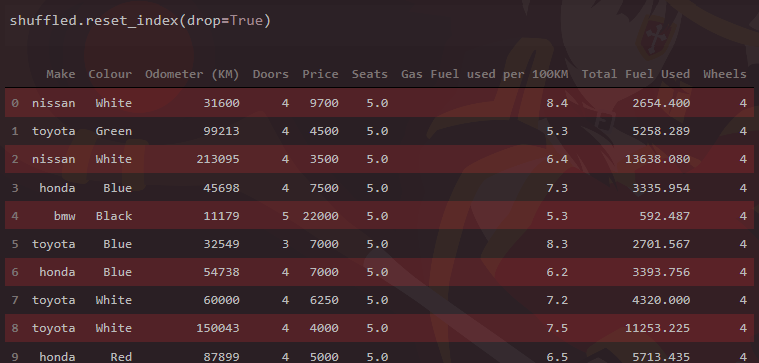 shuffled.reset_index(drop=True)
Make Colour Odometer (KM) Doors Price Seats Gas Fuel used per 100KM Total Fuel Used Wheels
0 nissan White 31600 4 9700 5.0 8.4 2654.400 4
1 toyota Green 99213 4 4500 5.0 5.3 5258.289 4
2 nissan White 213095 4 3500 5.0 6.4 13638.080 4
3 honda Blue 45698 4 7500 5.0 7.3 3335.954 4
4 bmw Black 11179 5 22000 5.0 5.3 592.487 4
5 toyota Blue 32549 3 7000 5.0 8.3 2701.567 4
6 honda Blue 54738 4 7000 5.0 6.2 3393.756 4
7 toyota White 60000 4 6250 5.0 7.2 4320.000 4
8 toyota White 150043 4 4000 5.0 7.5 11253.225 4
9 honda Red 87899 4 5000 5.0 6.5 5713.435 4